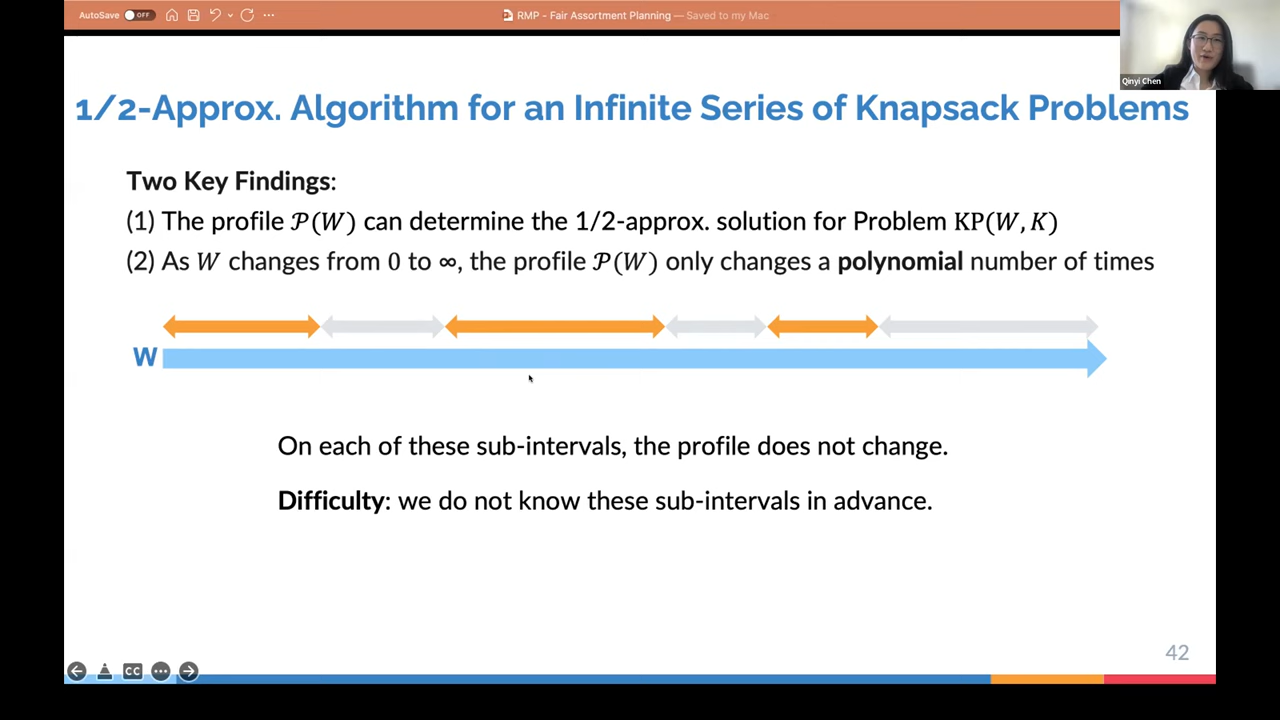 AutoSave OFF
RMP - Fair Assortment Planning — Saved to my Mac
Qinyi Chen
1/2-Approx. Algorithm for an Infinite Series of Knapsack Problems
Two Key Findings:
(1) The profile 𝒫(W) can determine the 1/2-approx. solution for Problem KP(W, K)
(2) As W changes from 0 to ∞, the profile 𝒫(W) only changes a polynomial number of times
W
On each of these sub-intervals, the profile does not change.
Difficulty: we do not know these sub-intervals in advance.
42
CC